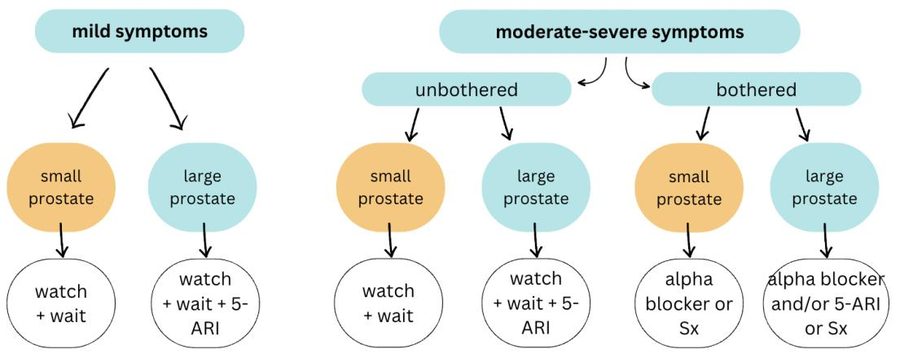 mild symptoms
moderate-severe symptoms
unbothered
bothered
small
prostate
large
prostate
small
prostate
large
prostate
small
prostate
large
prostate
watch
+ wait
watch
+ wait + 5-
ARI
watch
+ wait
watch
+ wait + 5-
ARI
alpha
blocker or
Sx
alpha blocker
and/or 5-ARI
or Sx